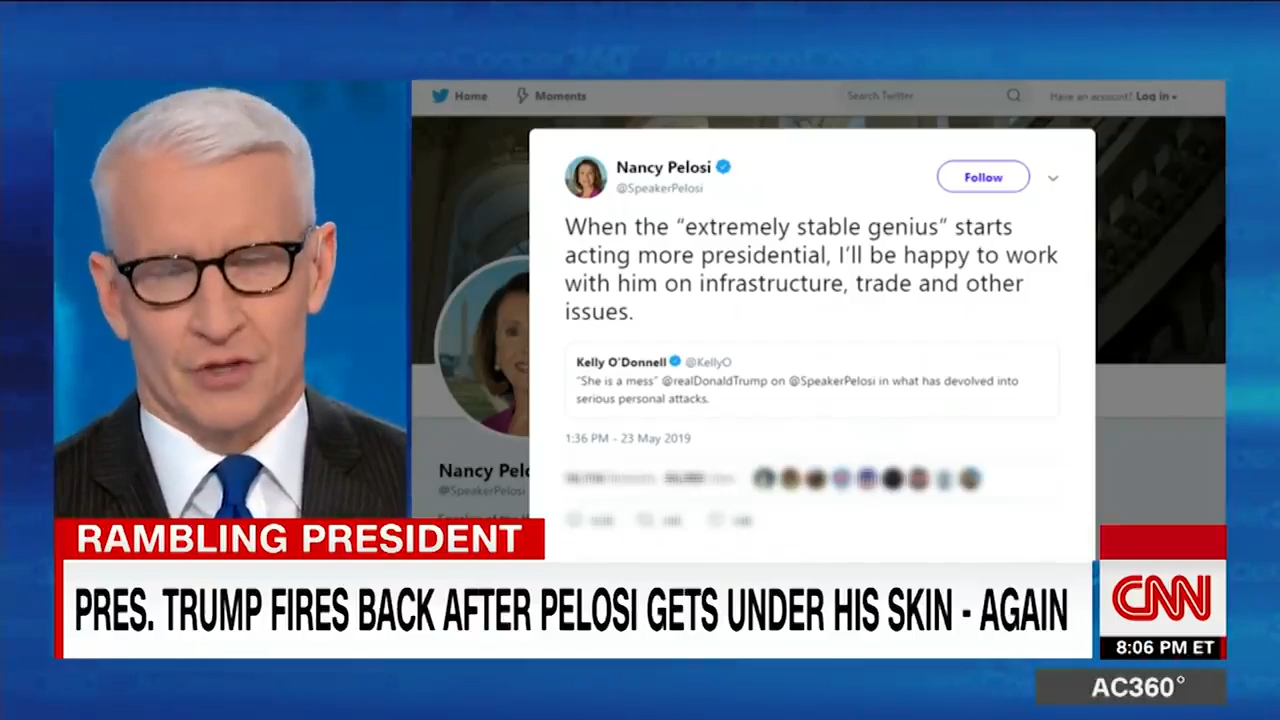 Home
Moments
Search Twitter
Have an account? Log in
Nancy Pelosi
@SpeakerPelosi
Follow
When the “extremely stable genius” starts
acting more presidential, I’ll be happy to work
with him on infrastructure, trade and other
issues.
Kelly O'Donnell @KellyO
"She is a mess" @realDonaldTrump on @SpeakerPelosi in what has devolved into
serious personal attacks.
1:36 PM - 23 May 2019
Nancy Pelo
@SpeakerPelosi
RAMBLING PRESIDENT
PRES. TRUMP FIRES BACK AFTER PELOSI GETS UNDER HIS SKIN - AGAIN
CNN
8:06 PM ET
AC360°